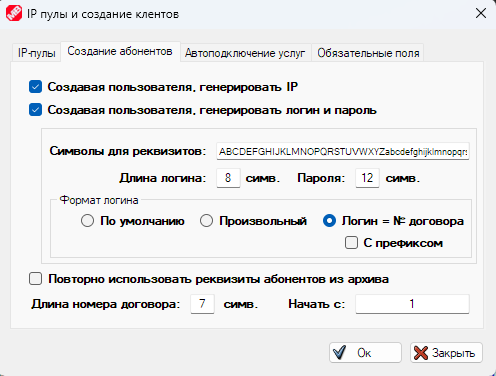 IP пулы и создание клентов
IP-пулы Создание абонентов Автоподключение услуг Обязательные поля
Создавая пользователя, генерировать IP
Создавая пользователя, генерировать логин и пароль
Символы для реквизитов: ABCDEFGHIJKLMNOPQRSTUVWXYZabcdefghijklmnopqrs
Длина логина: 8 симв. Пароля: 12 симв.
Формат логина
По умолчанию Произвольный Логин = № договора
С префиксом
Повторно использовать реквизиты абонентов из архива
Длина номера договора: 7 симв. Начать с: 1
Ок Закрыть